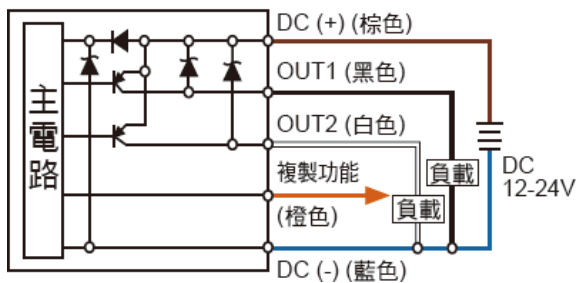 DC (+) (棕色)
OUT1 (黑色)
OUT2 (白色)
主電路
複製功能
(橙色)
負載
負載
DC
12-24V
DC (-) (藍色)